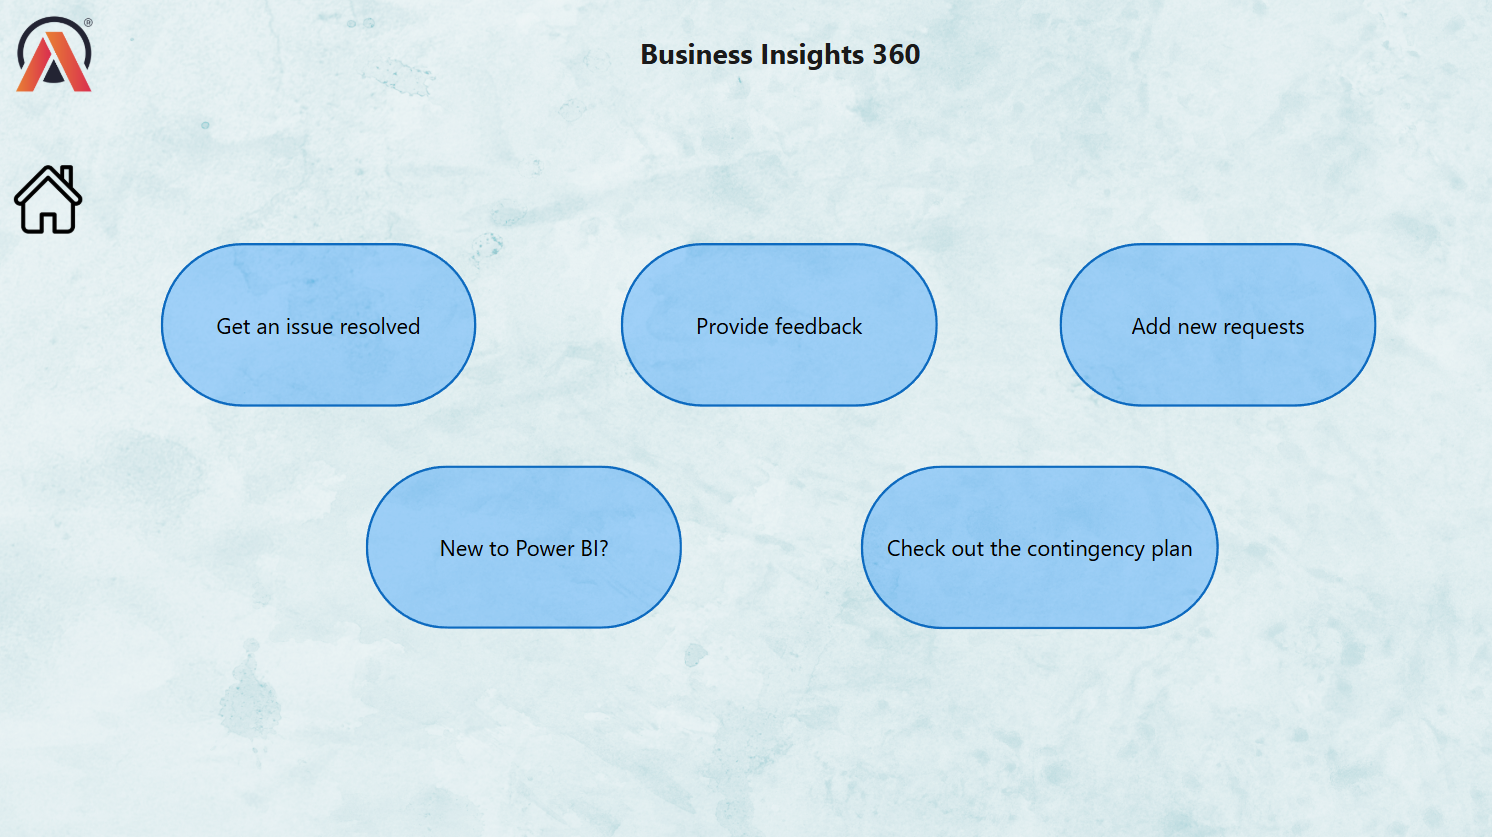 ®
Business Insights 360
Get an issue resolved
Provide feedback
Add new requests
New to Power BI?
Check out the contingency plan